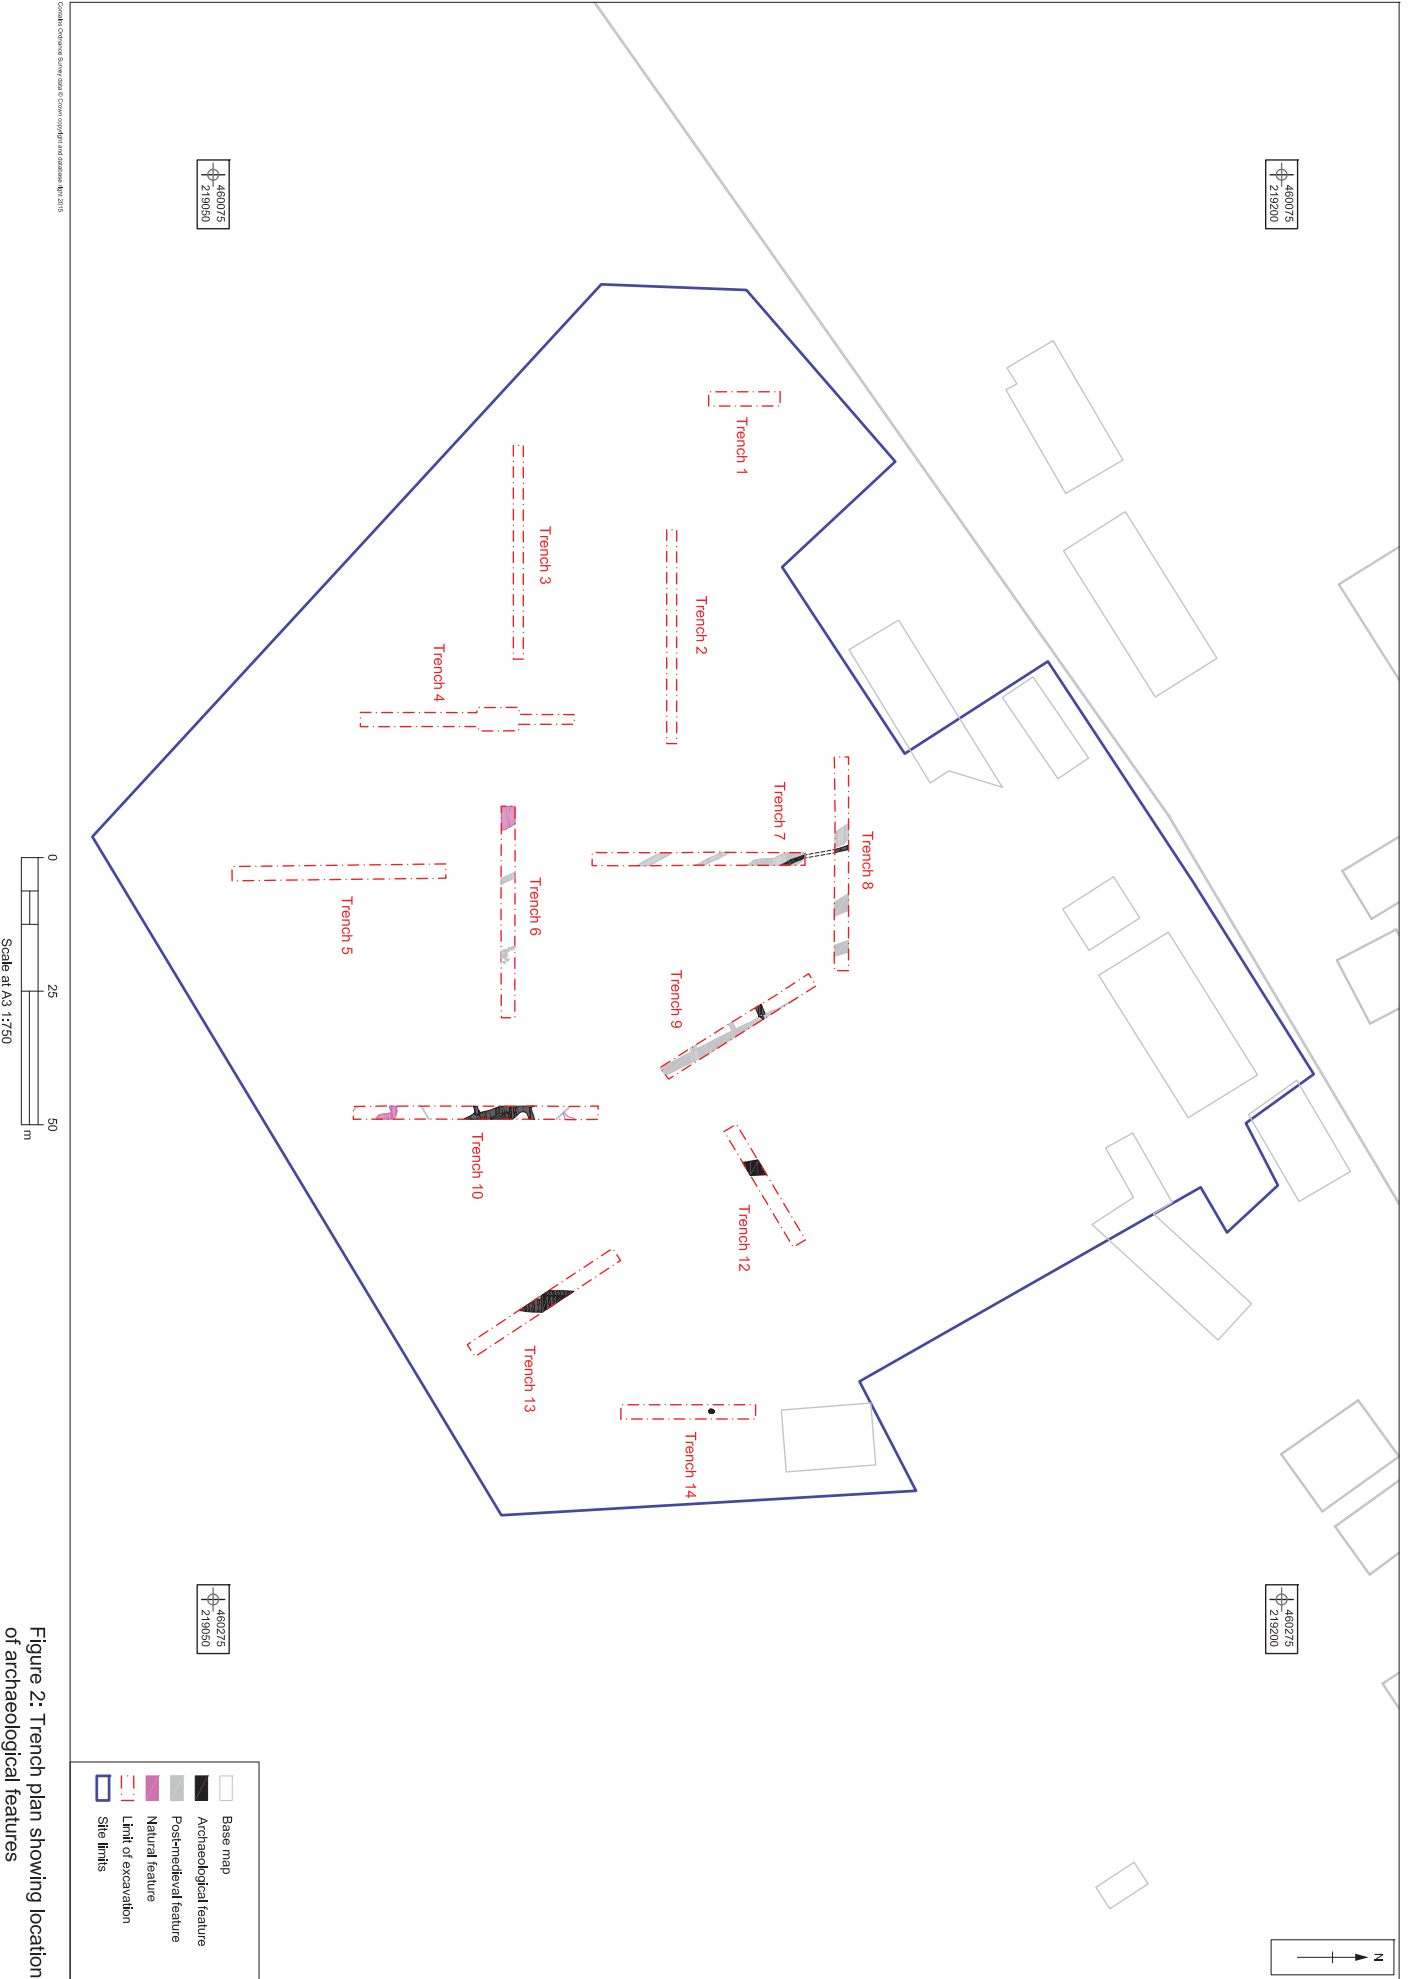 460075
219200
460275
219200
N
Trench 8
Trench 7
Trench 1
Trench 12
Trench 2
Trench 14
Trench 9
Trench 3
Trench 6
Trench 13
Trench 10
Trench 4
Trench 5
460075
219050
460275
219050
Base map
Archaeological feature
Post-medieval feature
Natural feature
Limit of excavation
Site limits
Contains Ordnance Survey data © Crown copyright and database right 2015
0 25 50
m
Scale at A3 1:750
Figure 2: Trench plan showing location
of archaeological features